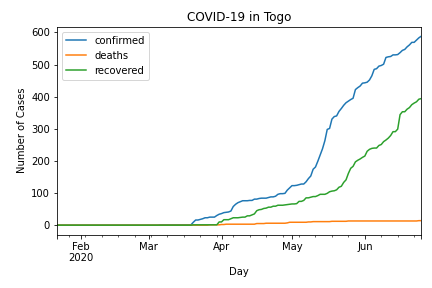 COVID-19 in Togo
confirmed
deaths
recovered
Number of Cases
600
500
400
300
200
100
0
Feb Mar Apr May Jun
2020
Day